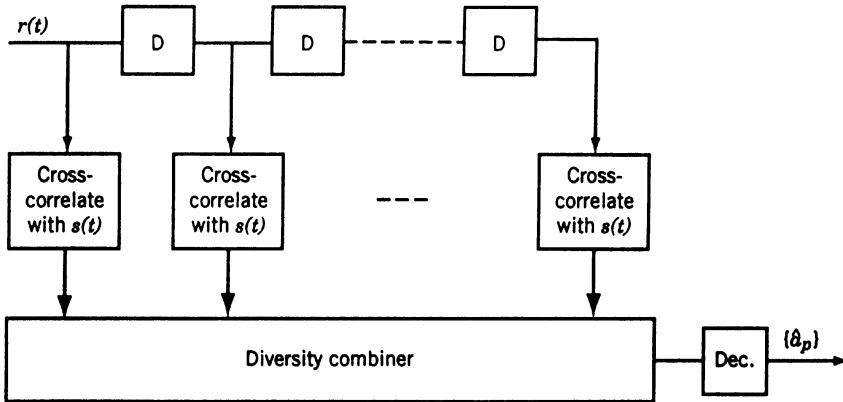 r(t)
D
D
D
Cross-
correlate
with s(t)
Cross-
correlate
with s(t)
Cross-
correlate
with s(t)
Diversity combiner
Dec.
{âₚ}